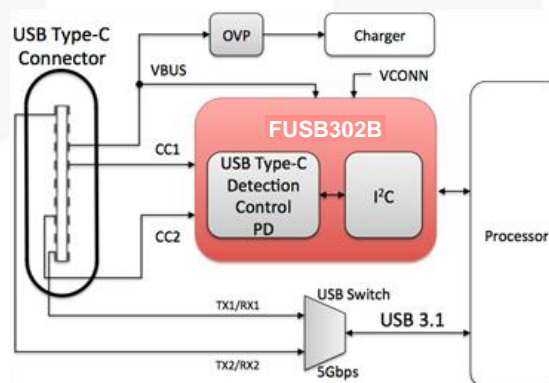 USB Type-C
Connector
OVP
Charger
VBUS
VCONN
FUSB302B
CC1
USB Type-C
Detection
Control
PD
I²C
CC2
Processor
USB Switch
TX1/RX1
USB 3.1
TX2/RX2
5Gbps